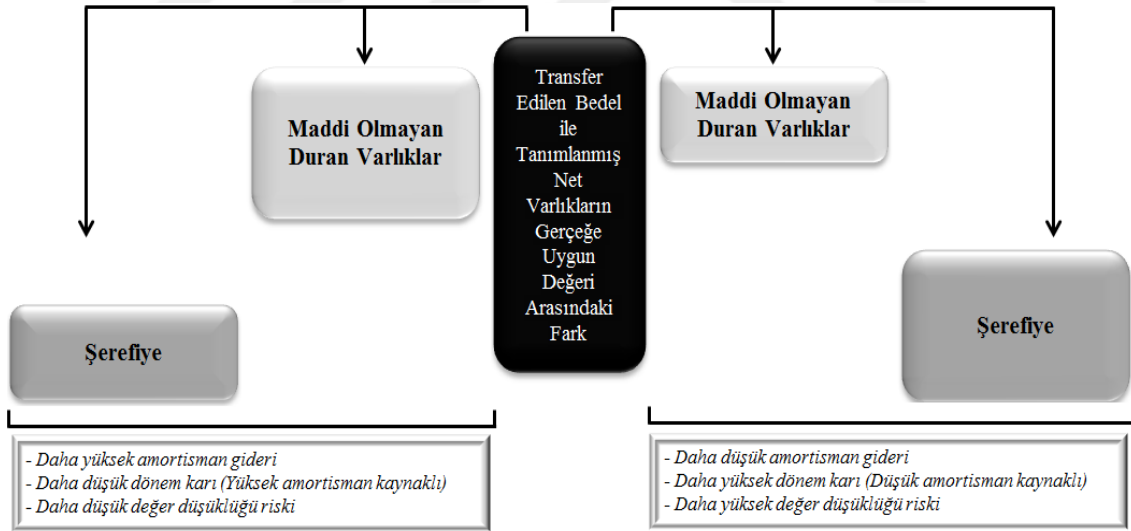 Maddi Olmayan
Duran Varlıklar
Şerefiye
Transfer
Edilen Bedel
ile
Tanımlanmış
Net
Varlıkların
Gerçeğe
Uygun
Değeri
Arasındaki
Fark
Maddi Olmayan
Duran Varlıklar
Şerefiye
- Daha yüksek amortisman gideri
- Daha düşük dönem karı (Yüksek amortisman kaynaklı)
- Daha düşük değer düşüklüğü riski
- Daha düşük amortisman gideri
- Daha yüksek dönem karı (Düşük amortisman kaynaklı)
- Daha yüksek değer düşüklüğü riski